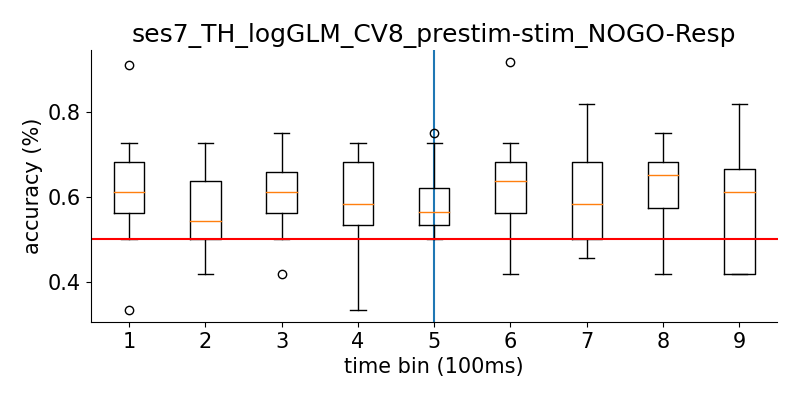 ses7_TH_logGLM_CV8_prestim-stim_NOGO-Resp
accuracy (%)
0.8
0.6
0.4
1 2 3 4 5 6 7 8 9
time bin (100ms)